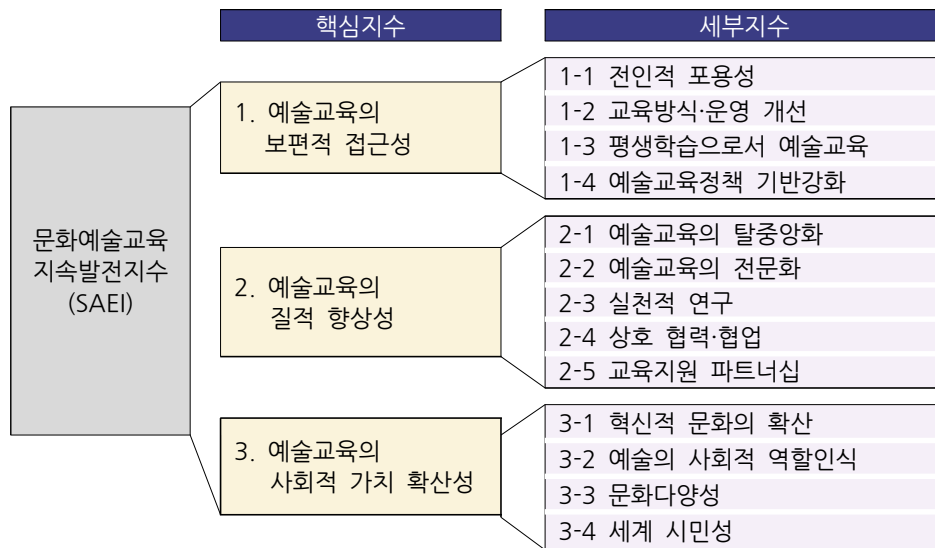 핵심지수
세부지수
문화예술교육
지속발전지수
(SAEI)
1. 예술교육의
보편적 접근성
1-1 전인적 포용성
1-2 교육방식·운영 개선
1-3 평생학습으로서 예술교육
1-4 예술교육정책 기반강화
2. 예술교육의
질적 향상성
2-1 예술교육의 탈중앙화
2-2 예술교육의 전문화
2-3 실천적 연구
2-4 상호 협력·협업
2-5 교육지원 파트너십
3. 예술교육의
사회적 가치 확산성
3-1 혁신적 문화의 확산
3-2 예술의 사회적 역할인식
3-3 문화다양성
3-4 세계 시민성